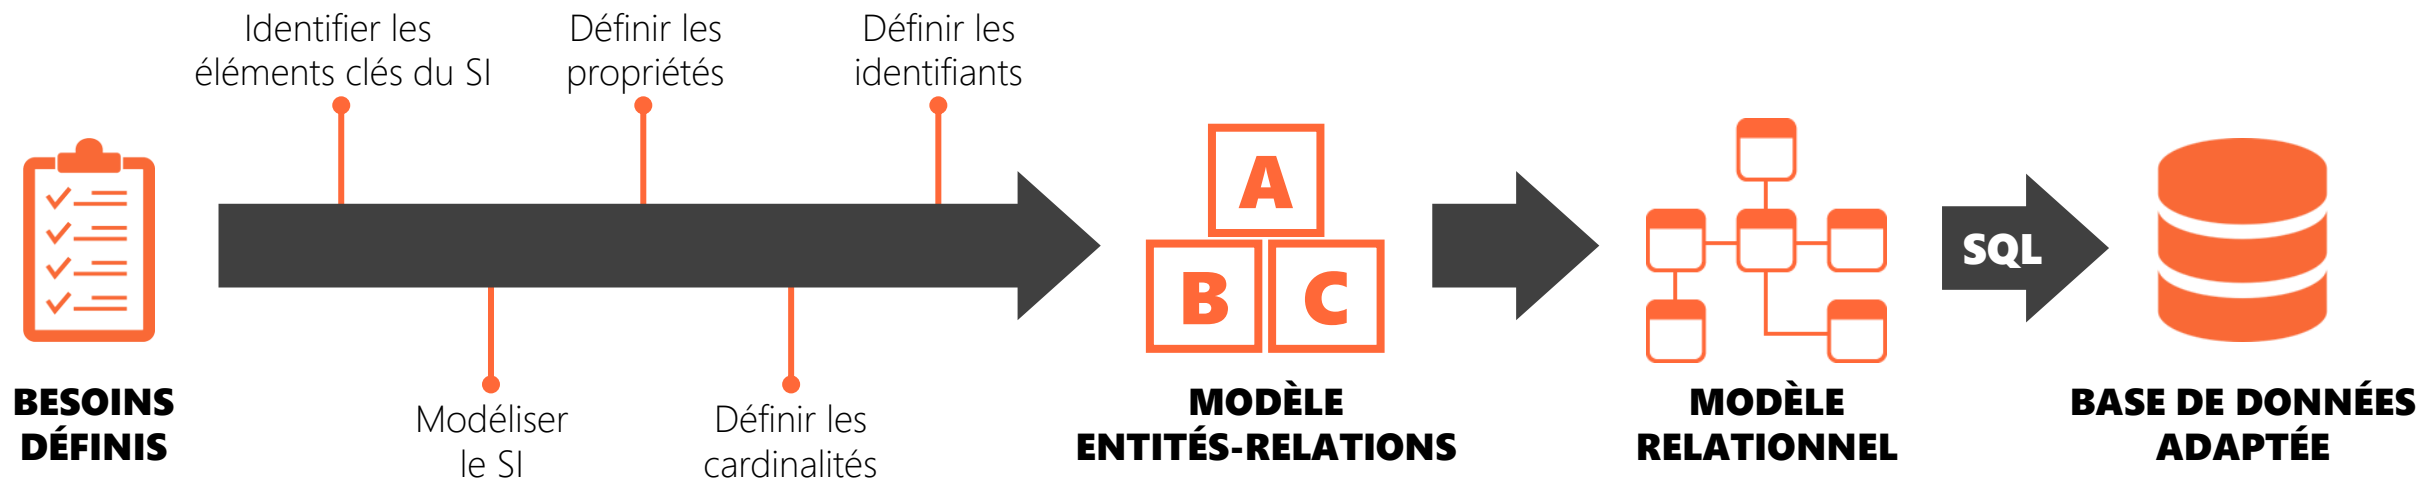 Identifier les
éléments clés du SI
Définir les
propriétés
Définir les
identifiants
A
B
C
SQL
BESOINS
DÉFINIS
Modéliser
le SI
Définir les
cardinalités
MODÈLE
ENTITÉS-RELATIONS
MODÈLE
RELATIONNEL
BASE DE DONNÉES
ADAPTÉE